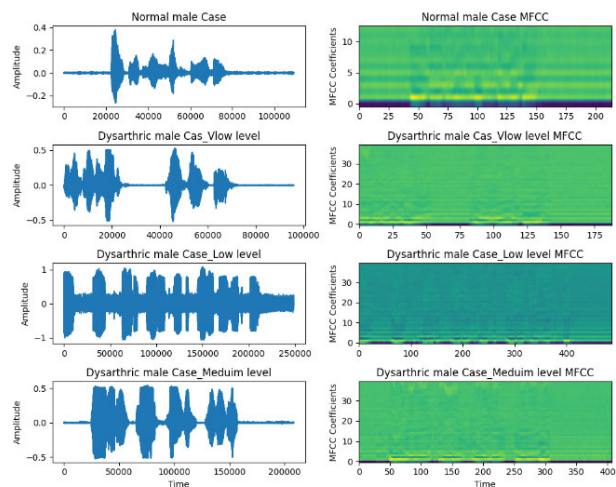 Normal male Case
Amplitude
0.4
0.2
0.0
−0.2
0 20000 40000 60000 80000 100000
Normal male Case MFCC
MFCC Coefficients
10
5
0
0 25 50 75 100 125 150 175 200
Dysarthric male Cas_Vlow level
Amplitude
0.5
0.0
−0.5
0 20000 40000 60000 80000 100000
Dysarthric male Cas_Vlow level MFCC
MFCC Coefficients
30
20
10
0
0 25 50 75 100 125 150 175
Dysarthric male Case_Low level
Amplitude
1
0
−1
0 50000 100000 150000 200000 250000
Dysarthric male Case_Low level MFCC
MFCC Coefficients
30
20
10
0
0 100 200 300 400
Dysarthric male Case_Meduim level
Amplitude
0.5
0.0
−0.5
0 50000 100000 150000 200000
Time
Dysarthric male Case_Meduim level MFCC
MFCC Coefficients
30
20
10
0
0 50 100 150 200 250 300 350 400
Time